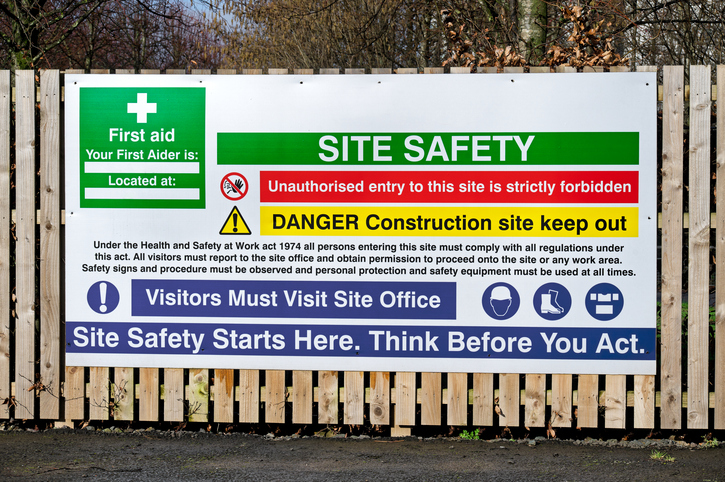 First aid
Your First Aider is:
Located at:
SITE SAFETY
Unauthorised entry to this site is strictly forbidden
DANGER Construction site keep out
Under the Health and Safety at Work act 1974 all persons entering this site must comply with all regulations under
this act. All visitors must report to the site office and obtain permission to proceed onto the site or any work area.
Safety signs and procedure must be observed and personal protection and safety equipment must be used at all times.
Visitors Must Visit Site Office
Site Safety Starts Here. Think Before You Act.